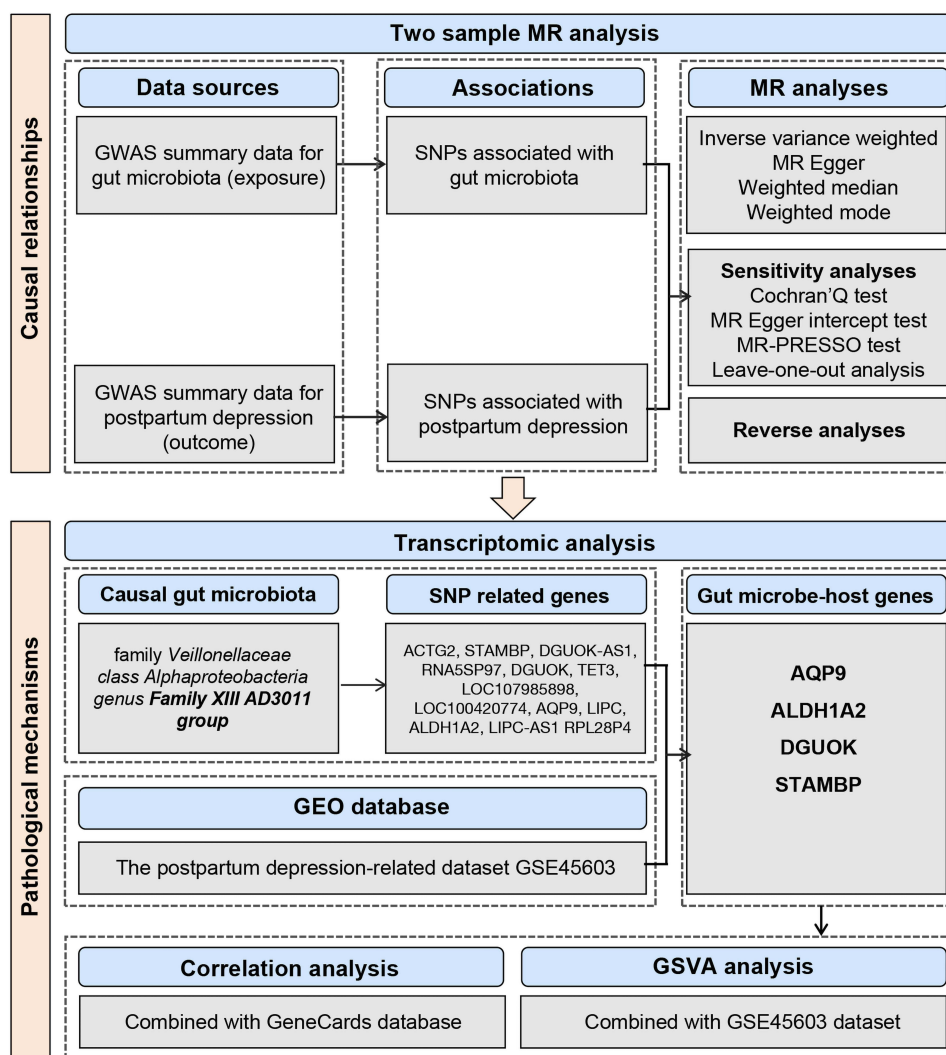 Two sample MR analysis
Causal relationships
Data sources
GWAS summary data for
gut microbiota (exposure)
GWAS summary data for
postpartum depression
(outcome)
Associations
SNPs associated with
gut microbiota
SNPs associated with
postpartum depression
MR analyses
Inverse variance weighted
MR Egger
Weighted median
Weighted mode
Sensitivity analyses
Cochran’Q test
MR Egger intercept test
MR-PRESSO test
Leave-one-out analysis
Reverse analyses
Pathological mechanisms
Transcriptomic analysis
Causal gut microbiota
family Veillonellaceae
class Alphaproteobacteria
genus Family XIII AD3011
group
SNP related genes
ACTG2, STAMBP, DGUOK-AS1,
RNA5SP97, DGUOK, TET3,
LOC107985898,
LOC100420774, AQP9, LIPC,
ALDH1A2, LIPC-AS1 RPL28P4
GEO database
The postpartum depression-related dataset GSE45603
Gut microbe-host genes
AQP9
ALDH1A2
DGUOK
STAMBP
Correlation analysis
Combined with GeneCards database
GSVA analysis
Combined with GSE45603 dataset